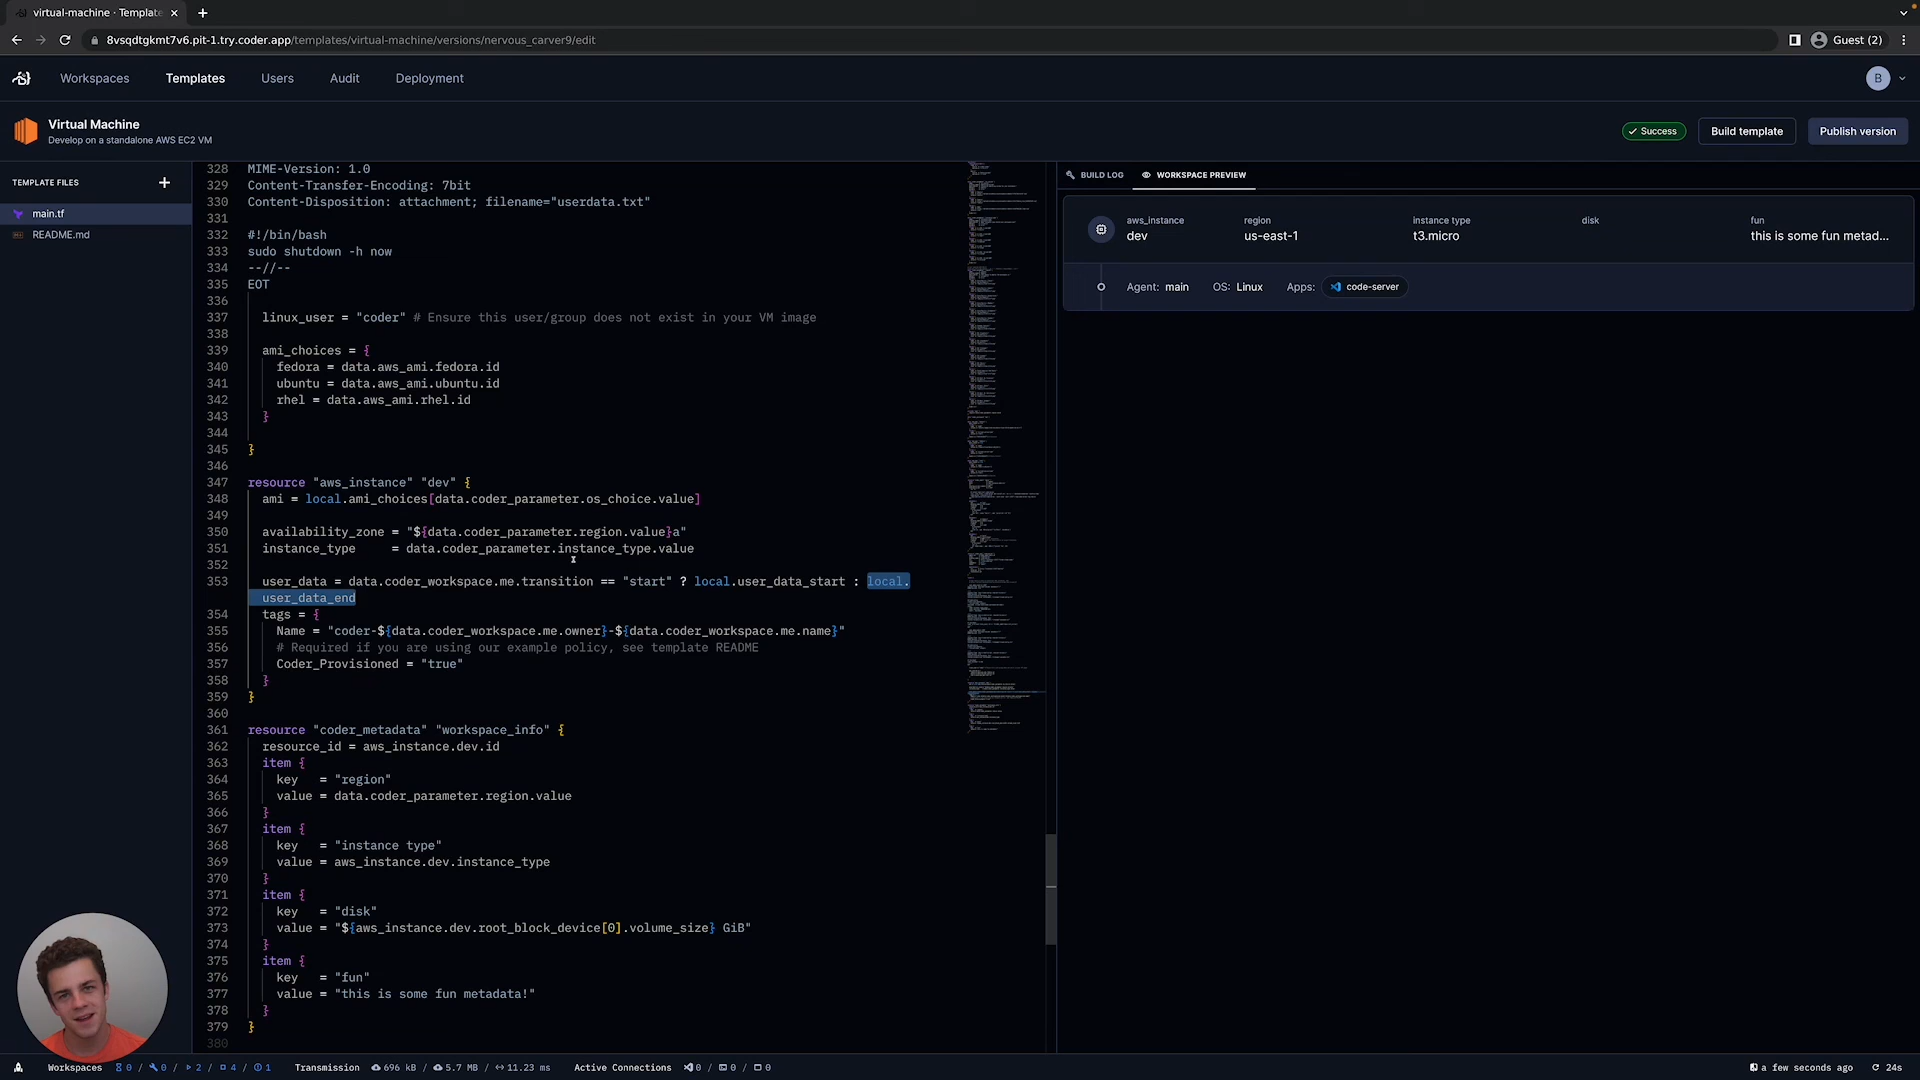 virtual-machine · Templat
8vsqdtgkmt7v6.pit-1.try.coder.app/templates/virtual-machine/versions/nervous_carver9/edit
Guest (2)
Workspaces
Templates
Users
Audit
Deployment
B
Virtual Machine
Develop on a standalone AWS EC2 VM
Success
Build template
Publish version
TEMPLATE FILES
main.tf
README.md
328 MIME-Version: 1.0
329 Content-Transfer-Encoding: 7bit
330 Content-Disposition: attachment; filename="userdata.txt"
331
332 #!/bin/bash
333 sudo shutdown -h now
334 --//--
335 EOT
336
337 linux_user = "coder" # Ensure this user/group does not exist in your VM image
338
339 ami_choices = {
340 fedora = data.aws_ami.fedora.id
341 ubuntu = data.aws_ami.ubuntu.id
342 rhel = data.aws_ami.rhel.id
343 }
344
345 }
346
347 resource "aws_instance" "dev" {
348 ami = local.ami_choices[data.coder_parameter.os_choice.value]
349
350 availability_zone = "${data.coder_parameter.region.value}a"
351 instance_type     = data.coder_parameter.instance_type.value
352
353 user_data = data.coder_workspace.me.transition == "start" ? local.user_data_start : local.
user_data_end
354 tags = {
355 Name = "coder-${data.coder_workspace.me.owner}-${data.coder_workspace.me.name}"
356 # Required if you are using our example policy, see template README
357 Coder_Provisioned = "true"
358 }
359 }
360
361 resource "coder_metadata" "workspace_info" {
362 resource_id = aws_instance.dev.id
363 item {
364 key   = "region"
365 value = data.coder_parameter.region.value
366 }
367 item {
368 key   = "instance type"
369 value = aws_instance.dev.instance_type
370 }
371 item {
372 key   = "disk"
373 value = "${aws_instance.dev.root_block_device[0].volume_size} GiB"
374 }
375 item {
376 key   = "fun"
377 value = "this is some fun metadata!"
378 }
379 }
380
BUILD LOG
WORKSPACE PREVIEW
aws_instance
dev
region
us-east-1
instance type
t3.micro
disk
fun
this is some fun metad...
Agent: main
OS: Linux
Apps:
code-server
Workspaces 0 / 0 / 2 / 4 / 1
Transmission 696 kB / 5.7 MB / 11.23 ms
Active Connections 0 / 0 / 0
a few seconds ago
24s